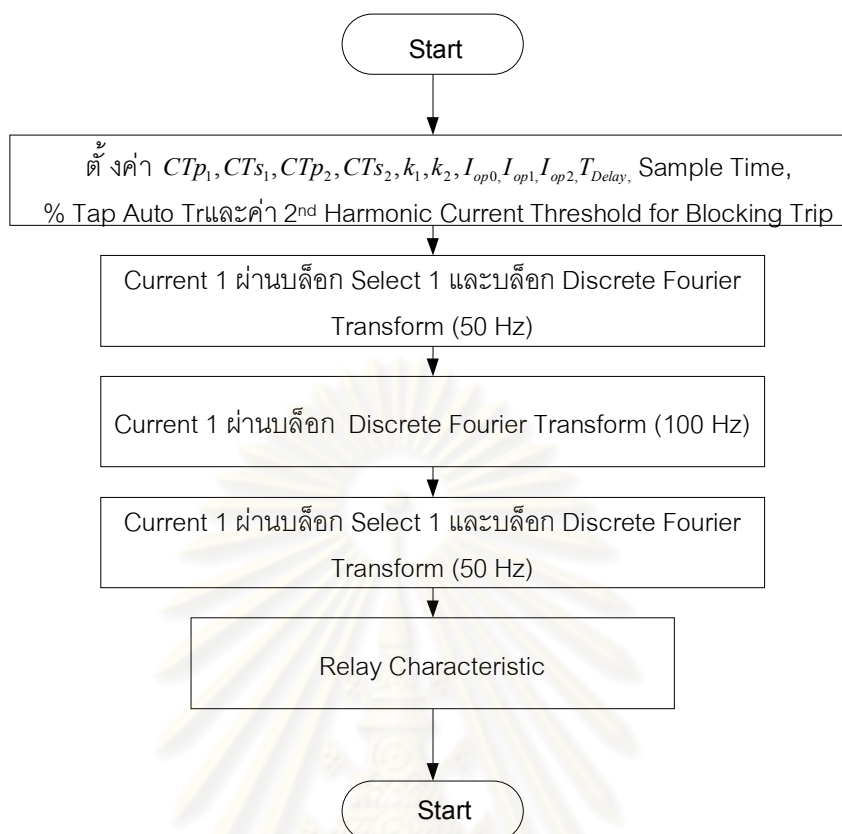 Start
ตั้งค่า CTp₁, CTs₁, CTp₂, CTs₂, k₁, k₂, I_op0, I_op1, I_op2, T_Delay, Sample Time,
% Tap Auto Trและค่า 2ⁿᵈ Harmonic Current Threshold for Blocking Trip
Current 1 ผ่านบล็อก Select 1 และบล็อก Discrete Fourier
Transform (50 Hz)
Current 1 ผ่านบล็อก Discrete Fourier Transform (100 Hz)
Current 1 ผ่านบล็อก Select 1 และบล็อก Discrete Fourier
Transform (50 Hz)
Relay Characteristic
Start